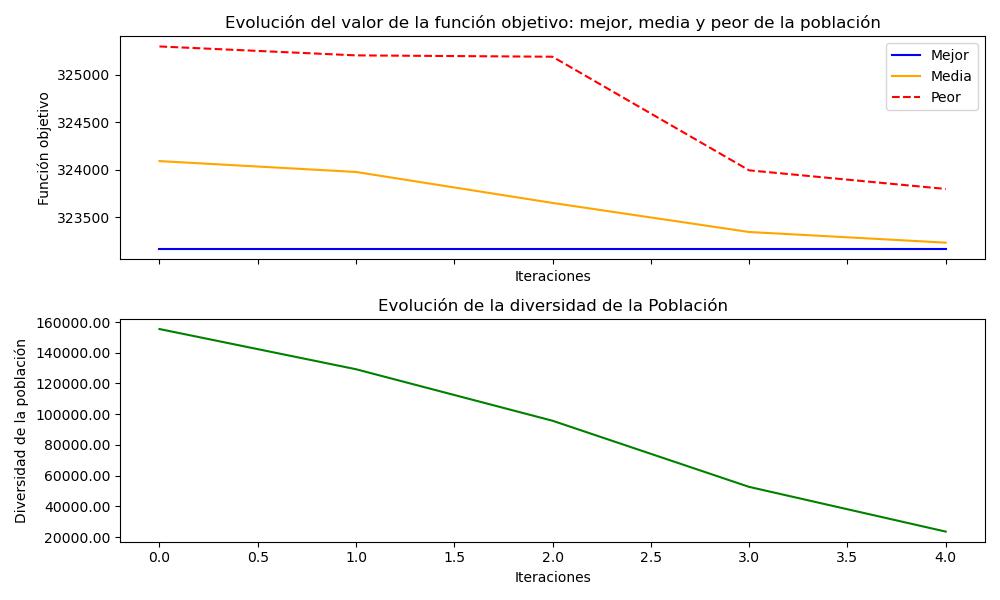 Evolución del valor de la función objetivo: mejor, media y peor de la población
Función objetivo
325000
324500
324000
323500
Mejor
Media
Peor
Iteraciones
Evolución de la diversidad de la Población
Diversidad de la población
160000.00
140000.00
120000.00
100000.00
80000.00
60000.00
40000.00
20000.00
0.0 0.5 1.0 1.5 2.0 2.5 3.0 3.5 4.0
Iteraciones